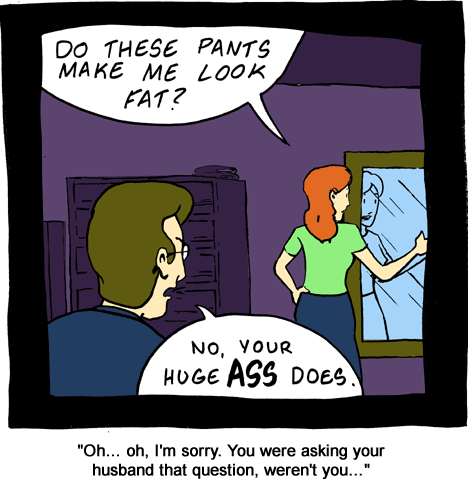 DO THESE PANTS
MAKE ME LOOK
FAT?
NO, YOUR
HUGE ASS DOES.
"Oh... oh, I'm sorry. You were asking your
husband that question, weren't you..."